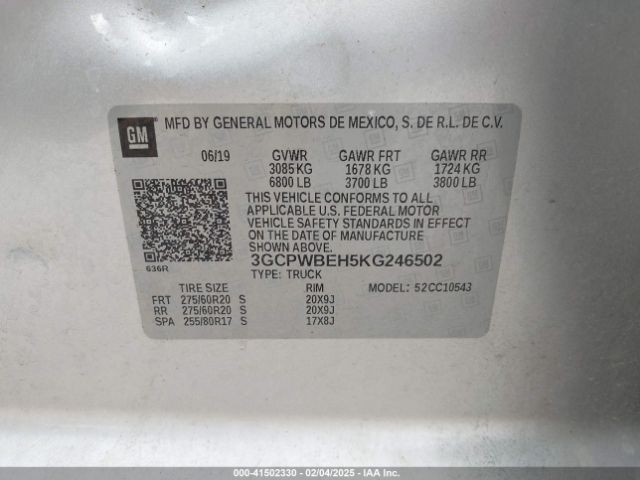 GM
MFD BY GENERAL MOTORS DE MEXICO, S. DE R.L. DE C.V.
06/19 GVWR GAWR FRT GAWR RR
3085 KG 1678 KG 1724 KG
6800 LB 3700 LB 3800 LB
THIS VEHICLE CONFORMS TO ALL
APPLICABLE U.S. FEDERAL MOTOR
VEHICLE SAFETY STANDARDS IN EFFECT
ON THE DATE OF MANUFACTURE
SHOWN ABOVE.
3GCPWBEH5KG246502
636R TYPE: TRUCK
TIRE SIZE RIM MODEL: 52CC10543
FRT 275/60R20 S 20X9J
RR 275/60R20 S 20X9J
SPA 255/80R17 S 17X8J
000-41502330 - 02/04/2025 - IAA Inc.